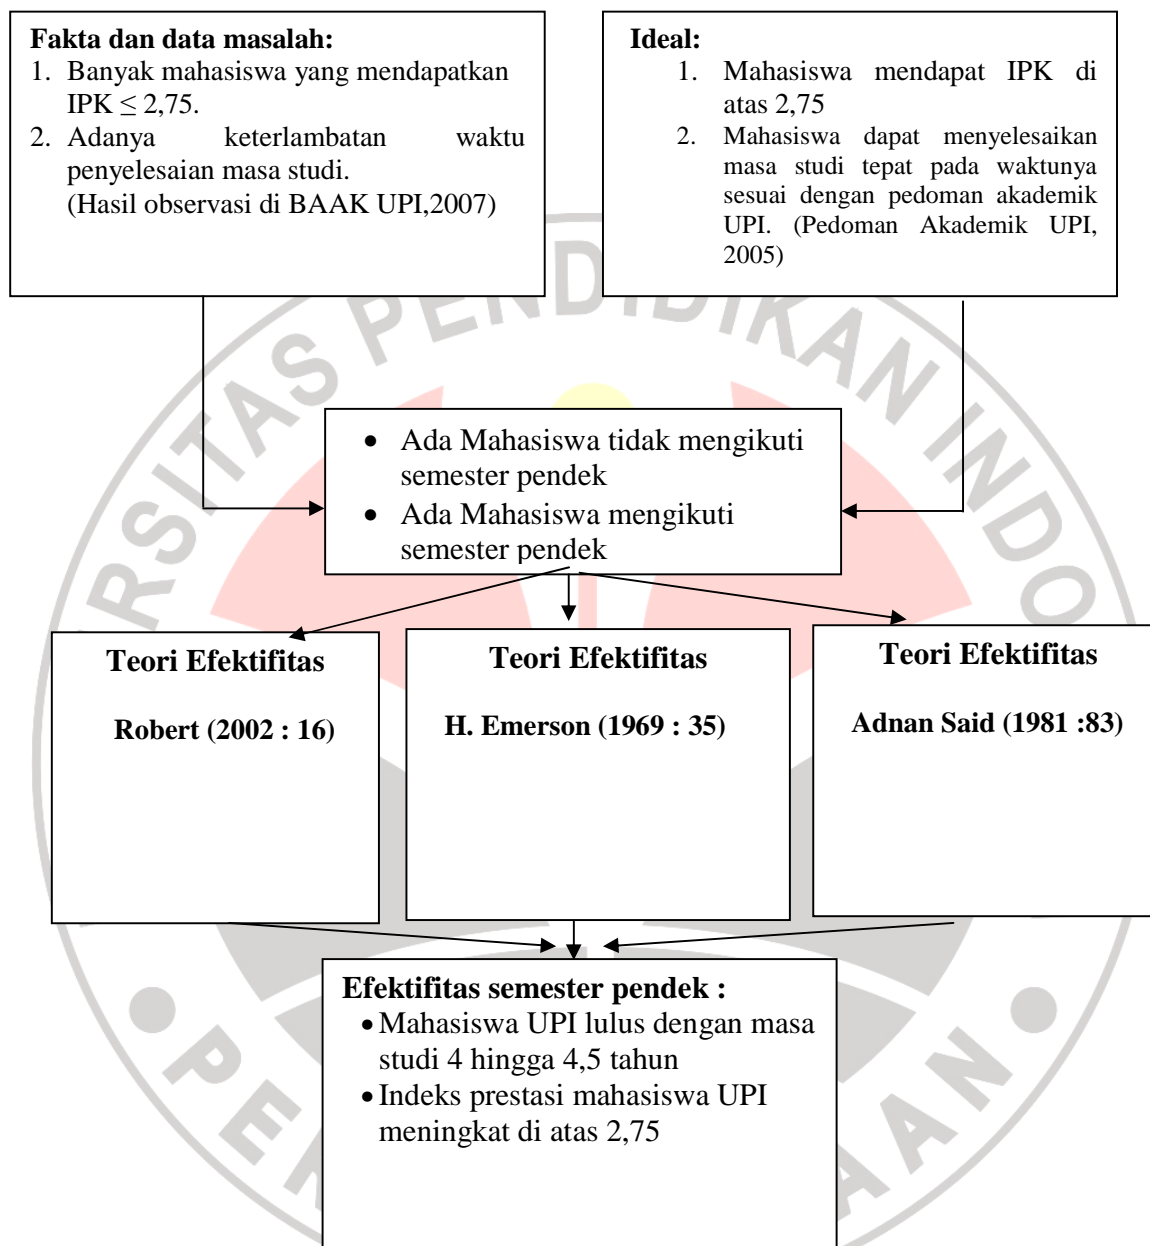 Fakta dan data masalah:
1. Banyak mahasiswa yang mendapatkan
IPK ≤ 2,75.
2. Adanya keterlambatan waktu
penyelesaian masa studi.
(Hasil observasi di BAAK UPI,2007)
Ideal:
1. Mahasiswa mendapat IPK di
atas 2,75
2. Mahasiswa dapat menyelesaikan
masa studi tepat pada waktunya
sesuai dengan pedoman akademik
UPI. (Pedoman Akademik UPI,
2005)
• Ada Mahasiswa tidak mengikuti
semester pendek
• Ada Mahasiswa mengikuti
semester pendek
Teori Efektifitas
Robert (2002 : 16)
Teori Efektifitas
H. Emerson (1969 : 35)
Teori Efektifitas
Adnan Said (1981 :83)
Efektifitas semester pendek :
• Mahasiswa UPI lulus dengan masa
studi 4 hingga 4,5 tahun
• Indeks prestasi mahasiswa UPI
meningkat di atas 2,75
RSITAS PENDIDIKAN INDO